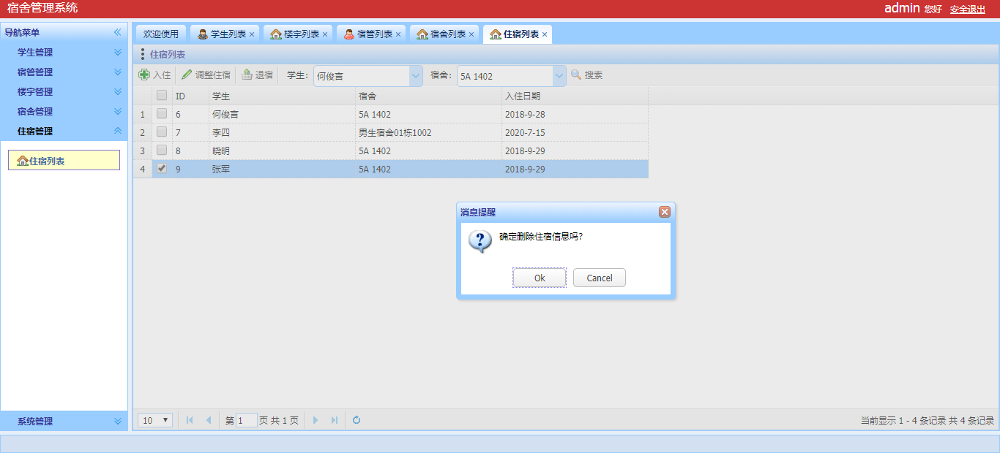 宿舍管理系统
admin 您好 安全退出
导航菜单
学生管理
宿管管理
楼宇管理
宿舍管理
住宿管理
住宿列表
系统管理
欢迎使用 学生列表 楼宇列表 宿管列表 宿舍列表 住宿列表
住宿列表
入住 调整住宿 退宿 学生: 何俊言 宿舍: 5A 1402 搜索
ID 学生 宿舍 入住日期
1 6 何俊言 5A 1402 2018-9-28
2 7 李四 男生宿舍01栋1002 2020-7-15
3 8 晓明 5A 1402 2018-9-29
4 9 张军 5A 1402 2018-9-29
消息提醒
确定删除住宿信息吗?
Ok Cancel
10 第 1 页 共 1 页 当前显示 1 - 4 条记录 共 4 条记录